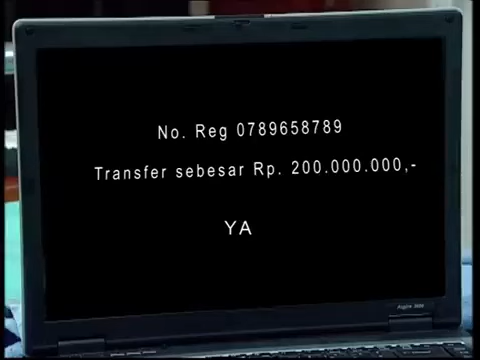 No. Reg 0789658789
Transfer sebesar Rp. 200.000.000,-
YA